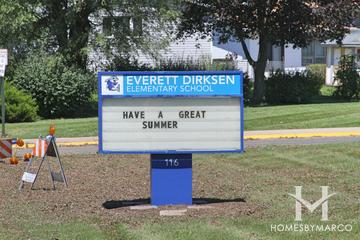 EVERETT DIRKSEN
ELEMENTARY SCHOOL
HAVE A GREAT
SUMMER
116
HOMESBYMARCO